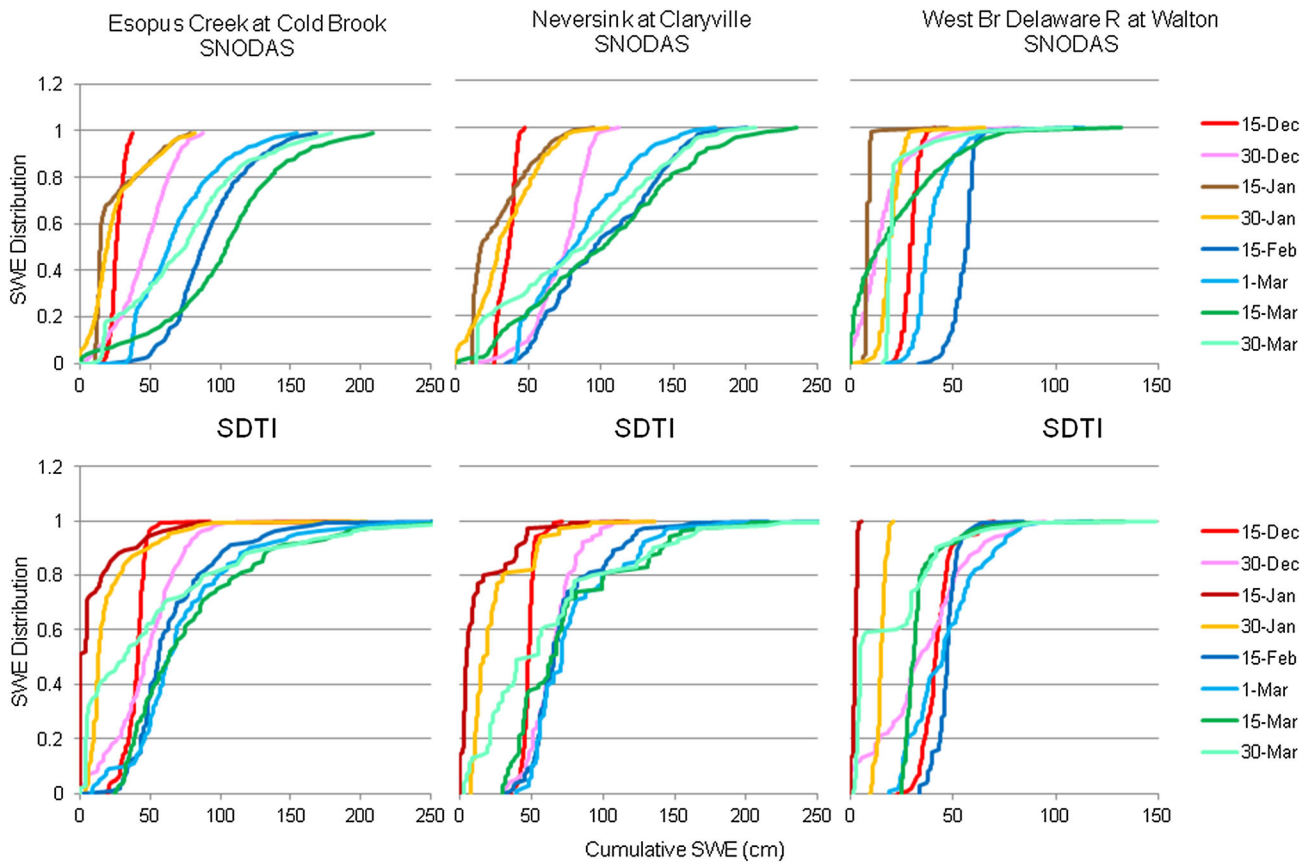 Esopus Creek at Cold Brook
SNODAS
Neversink at Claryville
SNODAS
West Br Delaware R at Walton
SNODAS
SWE Distribution
1.2
1
0.8
0.6
0.4
0.2
0
0 50 100 150 200 250
0 50 100 150 200 250
0 50 100 150
15-Dec
30-Dec
15-Jan
30-Jan
15-Feb
1-Mar
15-Mar
30-Mar
SDTI
SDTI
SDTI
SWE Distribution
1.2
1
0.8
0.6
0.4
0.2
0
0 50 100 150 200 250
0 50 100 150 200 250
0 50 100 150
15-Dec
30-Dec
15-Jan
30-Jan
15-Feb
1-Mar
15-Mar
30-Mar
Cumulative SWE (cm)